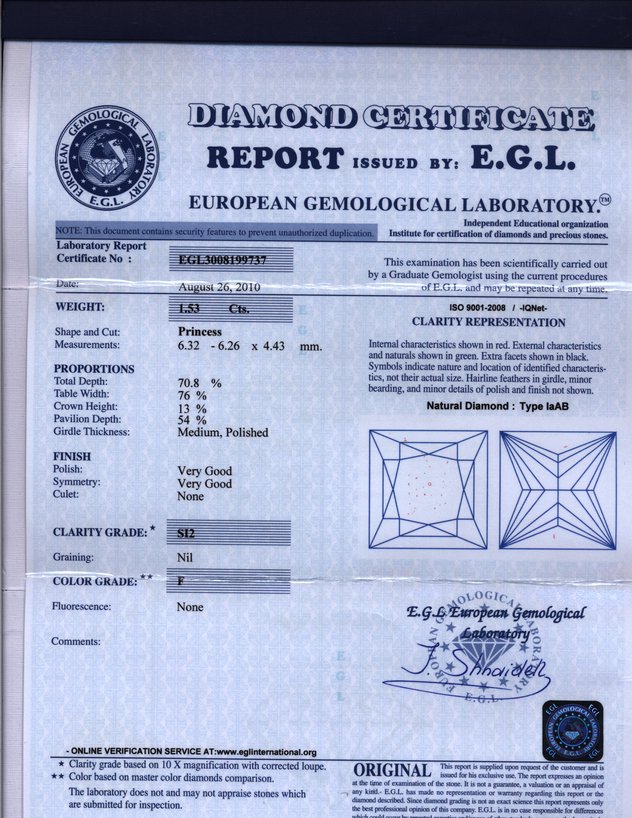 DIAMOND CERTIFICATE
REPORT ISSUED BY: E.G.L.
EUROPEAN GEMOLOGICAL LABORATORY.™
EUROPEAN GEMOLOGICAL LABORATORY
E.G.L.
Independent Educational organization
Institute for certification of diamonds and precious stones.
NOTE: This document contains security features to prevent unauthorized duplication.
Laboratory Report
Certificate No : EGL3008199737
Date: August 26, 2010
WEIGHT: 1.53 Cts.
Shape and Cut: Princess
Measurements: 6.32 - 6.26 x 4.43 mm.
PROPORTIONS
Total Depth: 70.8 %
Table Width: 76 %
Crown Height: 13 %
Pavilion Depth: 54 %
Girdle Thickness: Medium, Polished
FINISH
Polish: Very Good
Symmetry: Very Good
Culet: None
CLARITY GRADE: * SI2
Graining: Nil
COLOR GRADE: ** F
Fluorescence: None
Comments:
This examination has been scientifically carried out
by a Graduate Gemologist using the current procedures
of E.G.L. and may be repeated at any time.
ISO 9001-2008 / -IQNet-
CLARITY REPRESENTATION
Internal characteristics shown in red. External characteristics
and naturals shown in green. Extra facets shown in black.
Symbols indicate nature and location of identified characteris-
tics, not their actual size. Hairline feathers in girdle, minor
bearding, and minor details of polish and finish not shown.
Natural Diamond : Type IaAB
E.G.L European Gemological
Laboratory
EUROPEAN GEMOLOGICAL LABORATORY
E.G.L.
- ONLINE VERIFICATION SERVICE AT:www.eglinternational.org
* Clarity grade based on 10 X magnification with corrected loupe.
** Color based on master color diamonds comparison.
The laboratory does not and may not appraise stones which
are submitted for inspection.
ORIGINAL This report is supplied upon request of the customer and is
issued for his exclusive use. The report expresses an opinion
at the time of examination of the stone. It is not a guarantee, a valuation or an appraisal of
any kind.- E.G.L. has made no representation or warranty regarding this report or the
diamond described. Since diamond grading is not an exact science this report represents only
the best professional opinion of this company. E.G.L. is in no case responsible for differences